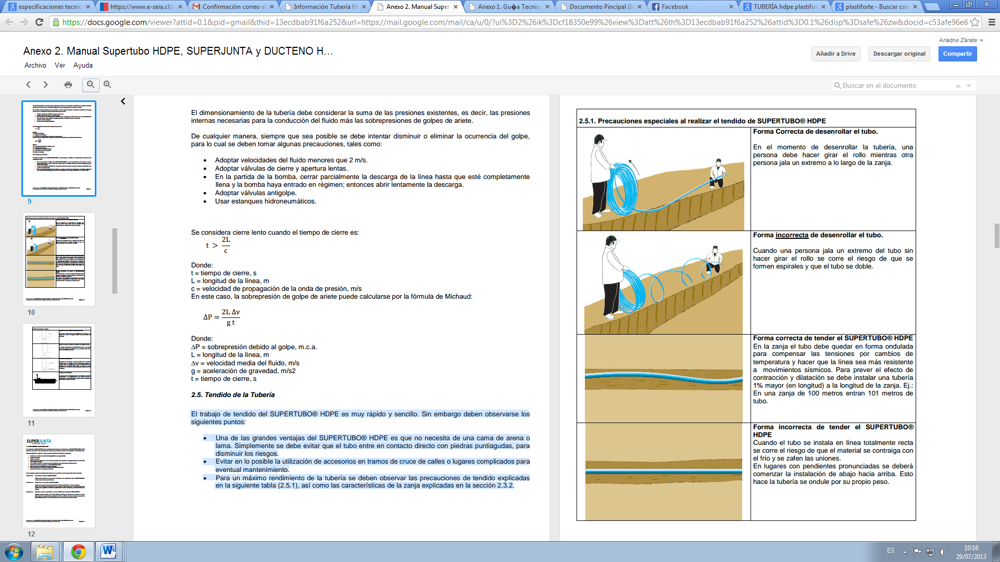 especificaciones tecnic
https://www.e-seia.cl/a
Confirmación correo el
Información Tubería HI
Anexo 2. Manual Super
Anexo 1. Gu�a Tecnica
Documento Pincipal (Ir
Facebook
TUBERÍA hdpe plastifor
plastiforte - Buscar con
https://docs.google.com/viewer?attid=0.1&pid=gmail&thid=13ecdbab91f6a252&url=https://mail.google.com/mail/ca/u/0/?ui%3D2%26ik%3Dcf18350e99%26view%3Datt%26th%3D13ecdbab91f6a252%26attid%3D0.1%26disp%3Dsafe%26zw&docid=c53afe96e6
Ariadne Zárate
Anexo 2. Manual Supertubo HDPE, SUPERJUNTA y DUCTENO H...
Añadir a Drive
Descargar original
Compartir
Archivo Ver Ayuda
Buscar en el documento
9
10
11
SUPERJUNTA
12
El dimensionamiento de la tubería debe considerar la suma de las presiones existentes, es decir, las presiones
internas necesarias para la conducción del fluido más las sobrepresiones de golpes de ariete.
De cualquier manera, siempre que sea posible se debe intentar disminuir o eliminar la ocurrencia del golpe,
para lo cual se deben tomar algunas precauciones, tales como:
• Adoptar velocidades del fluido menores que 2 m/s.
• Adoptar válvulas de cierre y apertura lentas.
• En la partida de la bomba, cerrar parcialmente la descarga de la línea hasta que esté completamente
llena y la bomba haya entrado en régimen; entonces abrir lentamente la descarga.
• Adoptar válvulas antigolpe.
• Usar estanques hidroneumáticos.
Se considera cierre lento cuando el tiempo de cierre es:
t > 2L/c
Donde:
t = tiempo de cierre, s
L = longitud de la línea, m
c = velocidad de propagación de la onda de presión, m/s
En este caso, la sobrepresión de golpe de ariete puede calcularse por la fórmula de Michaud:
ΔP = 2L Δv/g t
Donde:
ΔP = sobrepresión debido al golpe, m.c.a.
L = longitud de la línea, m
Δv = velocidad media del fluido, m/s
g = aceleración de gravedad, m/s2
t = tiempo de cierre, s
2.5. Tendido de la Tubería
El trabajo de tendido del SUPERTUBO® HDPE es muy rápido y sencillo. Sin embargo deben observarse los
siguientes puntos:
• Una de las grandes ventajas del SUPERTUBO® HDPE es que no necesita de una cama de arena o
lama. Simplemente se debe evitar que el tubo entre en contacto directo con piedras puntiagudas, para
disminuir los riesgos.
• Evitar en lo posible la utilización de accesorios en tramos de cruce de calles o lugares complicados para
eventual mantenimiento.
• Para un máximo rendimiento de la tubería se deben observar las precauciones de tendido explicadas
en la siguiente tabla (2.5.1), así como las características de la zanja explicadas en la sección 2.3.2.
2.5.1. Precauciones especiales al realizar el tendido de SUPERTUBO® HDPE
Forma Correcta de desenrollar el tubo.
En el momento de desenrollar la tubería, una
persona debe hacer girar el rollo mientras otra
persona jala un extremo a lo largo de la zanja.
Forma incorrecta de desenrollar el tubo.
Cuando una persona jala un extremo del tubo sin
hacer girar el rollo se corre el riesgo de que se
formen espirales y que el tubo se doble.
Forma correcta de tender el SUPERTUBO® HDPE
En la zanja el tubo debe quedar en forma ondulada
para compensar las tensiones por cambios de
temperatura y hacer que la línea sea más resistente
a movimientos sísmicos. Para prever el efecto de
contracción y dilatación se debe instalar una tubería
1% mayor (en longitud) a la longitud de la zanja. Ej.:
En una zanja de 100 metros entran 101 metros de
tubo.
Forma incorrecta de tender el SUPERTUBO®
HDPE
Cuando el tubo se instala en línea totalmente recta
se corre el riesgo de que el material se contraiga con
el frío y se zafen las uniones.
En lugares con pendientes pronunciadas se deberá
comenzar la instalación de abajo hacia arriba. Esto
hace la tubería se ondule por su propio peso.
ES
10:16
29/07/2013